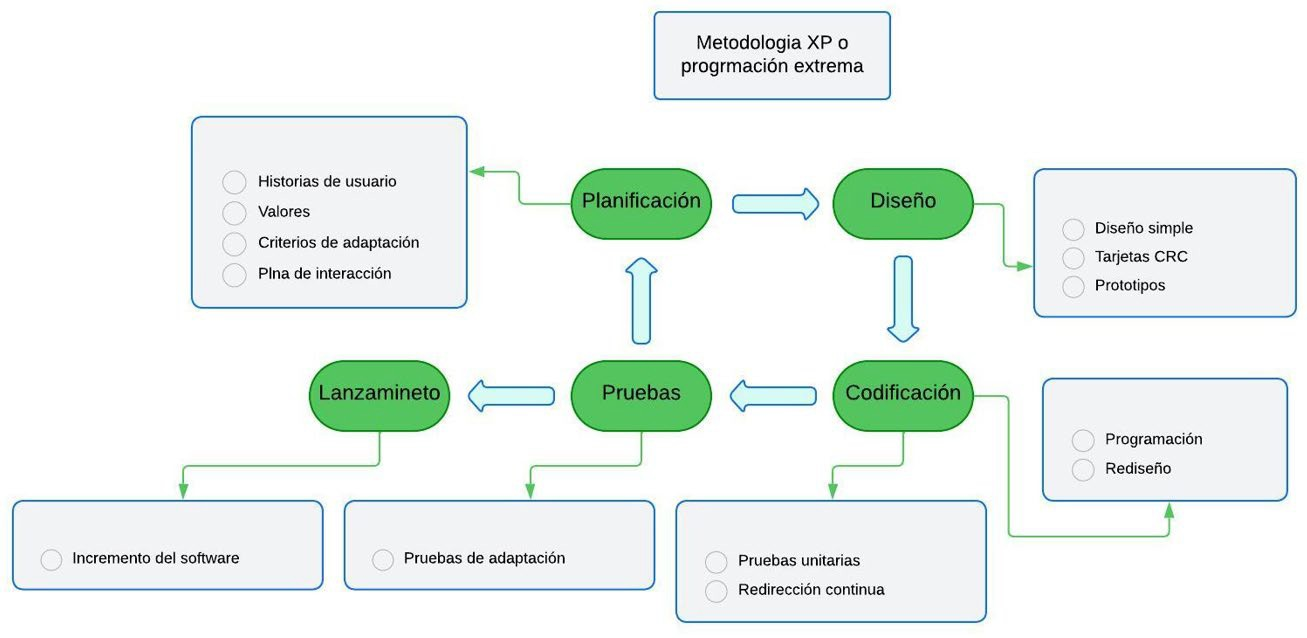 Metodologia XP o
progrmación extrema
Historias de usuario
Valores
Criterios de adaptación
Plna de interacción
Planificación
Diseño
Diseño simple
Tarjetas CRC
Prototipos
Lanzamineto
Pruebas
Codificación
Programación
Rediseño
Incremento del software
Pruebas de adaptación
Pruebas unitarias
Redirección continua